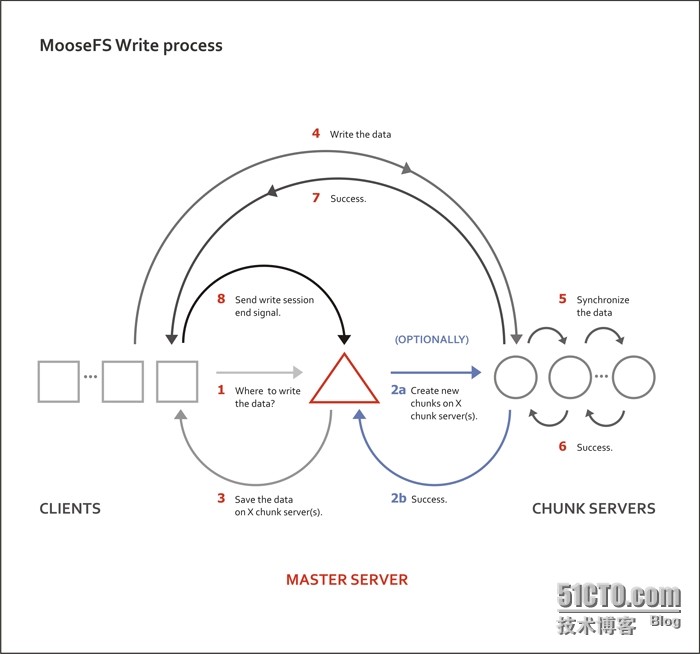 MooseFS Write process
4 Write the data
7 Success.
8 Send write session
end signal.
5 Synchronize
the data
(OPTIONALLY)
1 Where to write
the data?
2a Create new
chunks on X
chunk server(s).
6 Success.
3 Save the data
on X chunk server(s).
2b Success.
CLIENTS
CHUNK SERVERS
MASTER SERVER
51CTO.com
技术博客 Blog